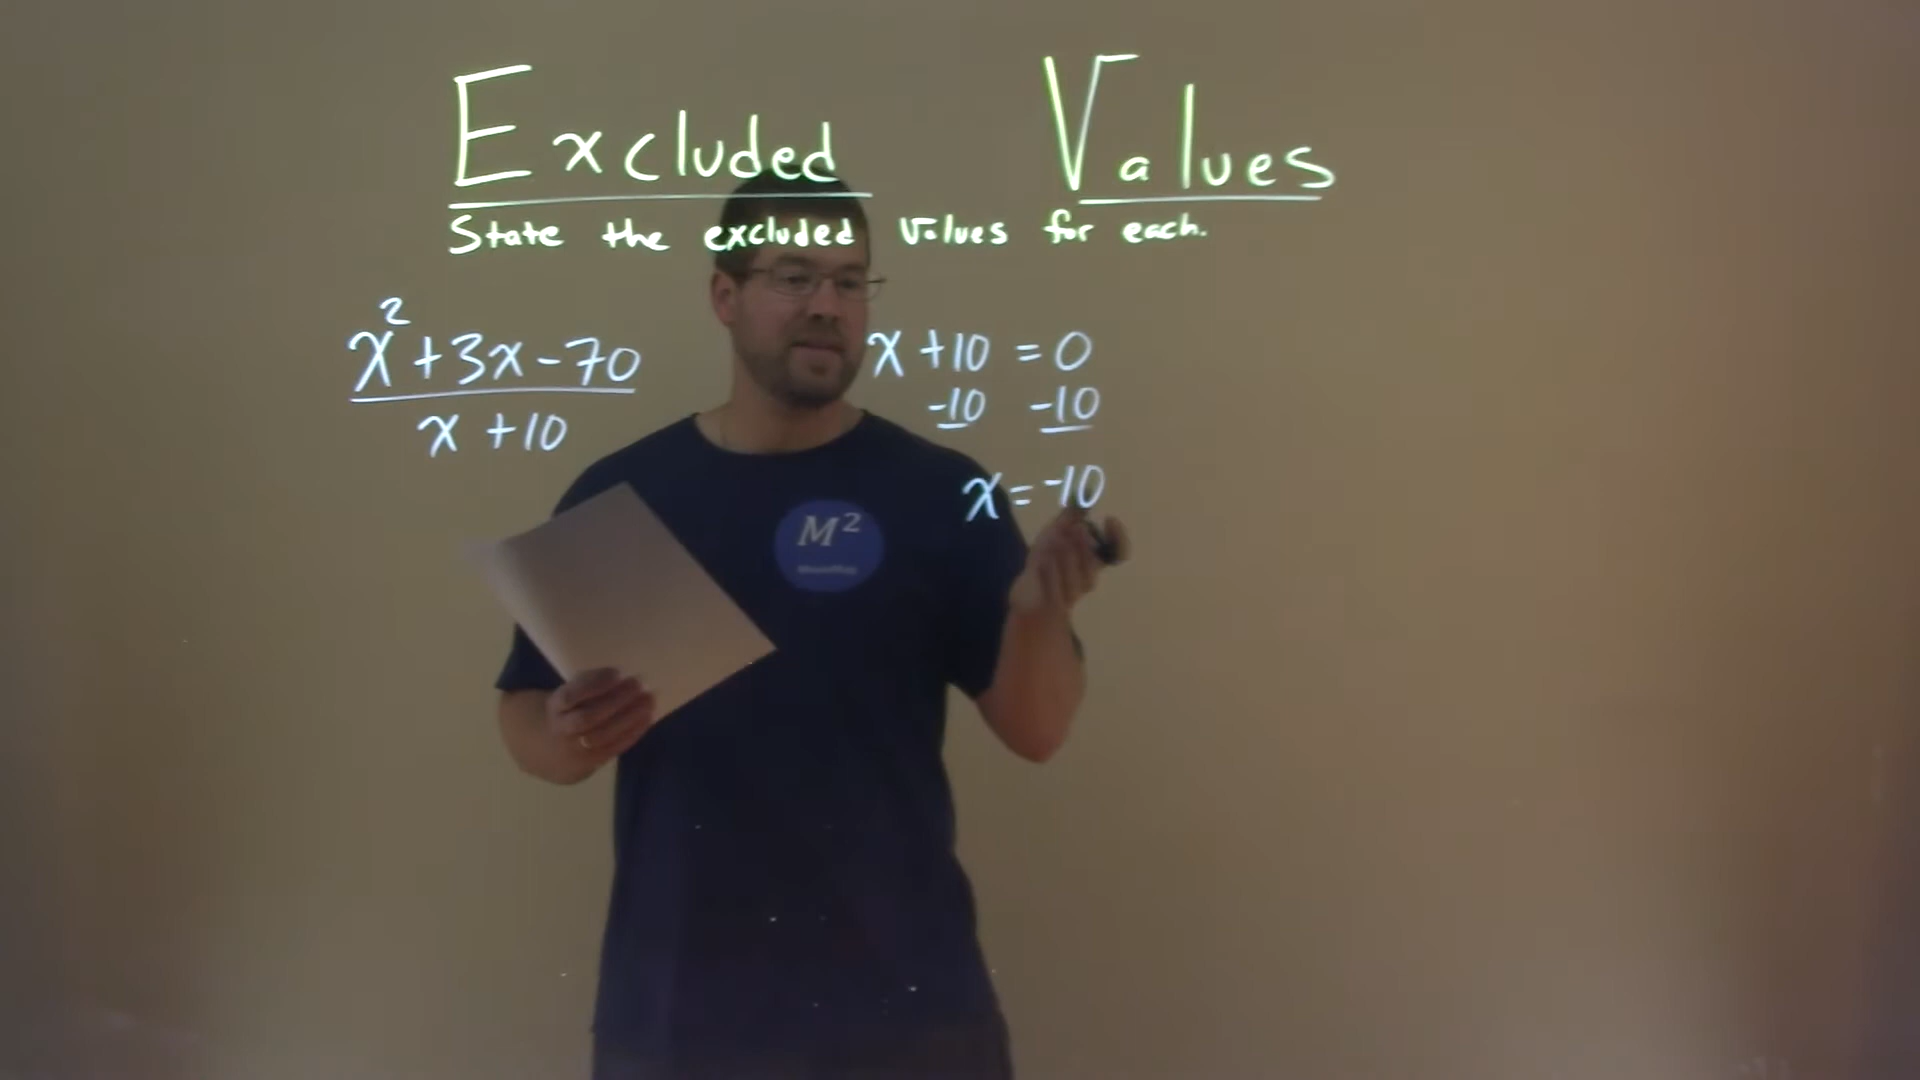 Excluded Values
State the excluded values for each.
x²+3x-70
x+10
x+10=0
-10 -10
x=-10
M²